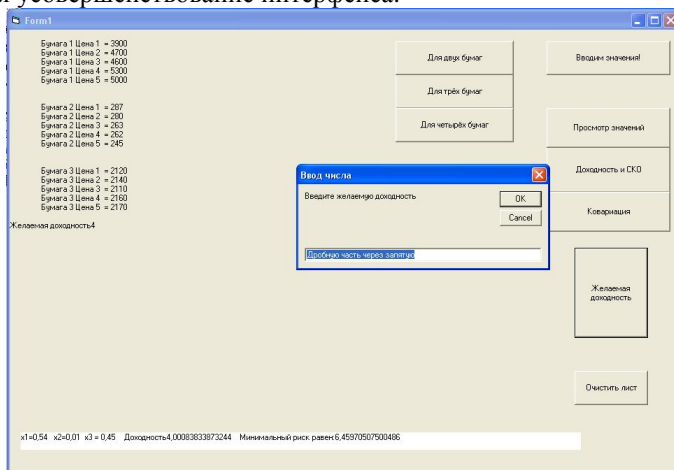 усовершенствование интерфейса.
Form1
Бумага 1 Цена 1 = 3900
Бумага 1 Цена 2 = 4700
Бумага 1 Цена 3 = 4600
Бумага 1 Цена 4 = 5300
Бумага 1 Цена 5 = 5000
Бумага 2 Цена 1 = 287
Бумага 2 Цена 2 = 280
Бумага 2 Цена 3 = 263
Бумага 2 Цена 4 = 262
Бумага 2 Цена 5 = 245
Бумага 3 Цена 1 = 2120
Бумага 3 Цена 2 = 2140
Бумага 3 Цена 3 = 2110
Бумага 3 Цена 4 = 2160
Бумага 3 Цена 5 = 2170
Желаемая доходность4
Для двух бумаг
Для трёх бумаг
Для четырёх бумаг
Вводим значения!
Просмотр значений
Доходность и СКО
Ковариация
Желаемая
доходность
Очистить лист
Ввод числа
Введите желаемую доходность
OK
Cancel
Дробную часть через запятую
x1=0,54 x2=0,01 x3 = 0,45 Доходность4,00083833873244 Минимальный риск равен:6,45970507500486